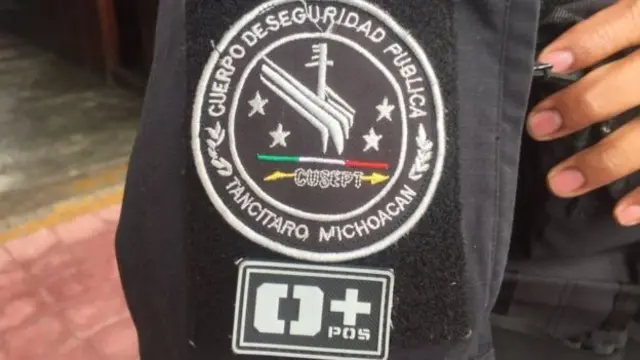 CUERPO DE SEGURIDAD PUBLICA
CUSEPT
TANCITARO MICHOACAN
O+
POS